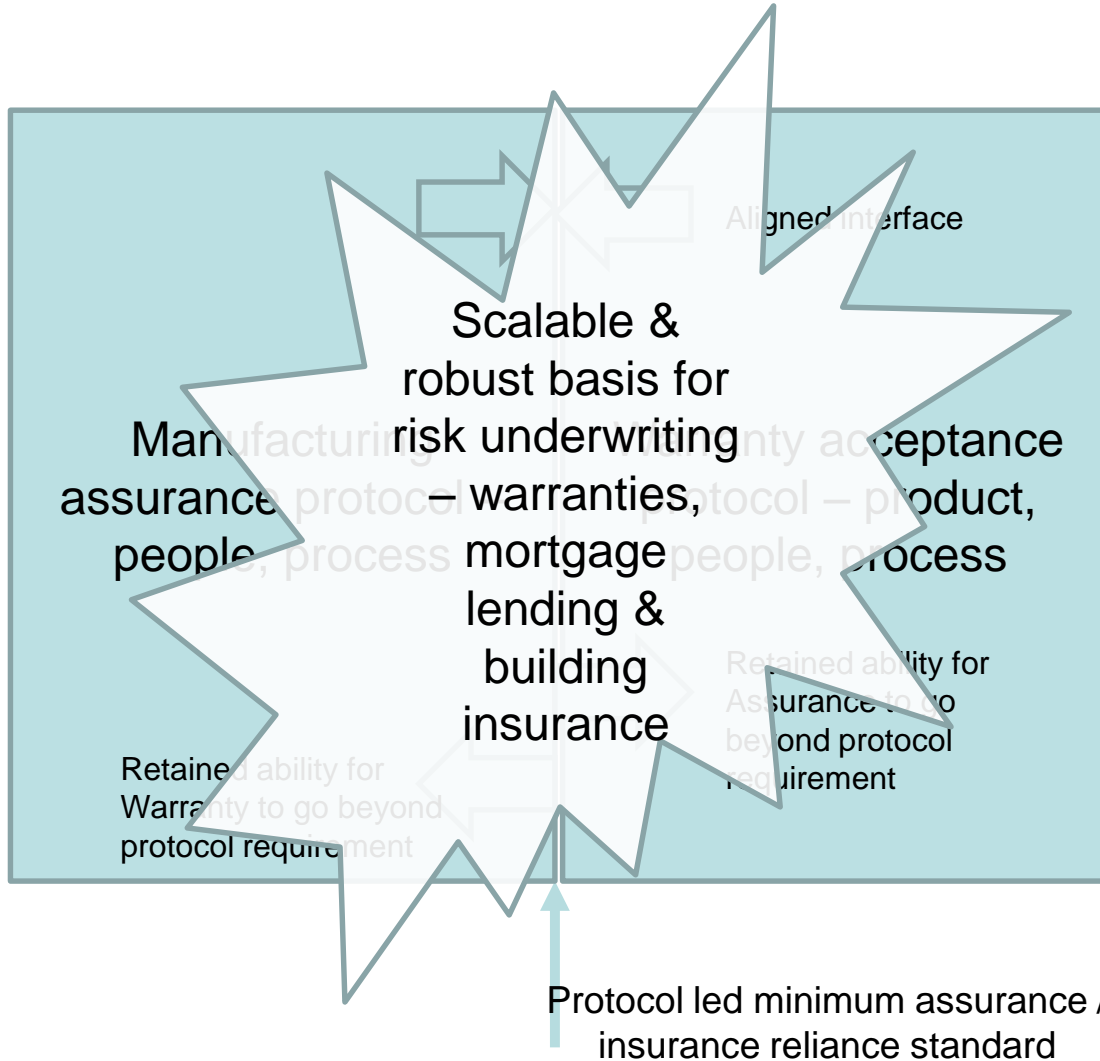 Aligned interface
Scalable &
robust basis for
risk underwriting
– warranties,
mortgage
lending &
building
insurance
Manufacturing
assurance protocol
people, process
Warranty acceptance
protocol – product,
people, process
Retained ability for
Assurance to go
beyond protocol
requirement
Retained ability for
Warranty to go beyond
protocol requirement
Protocol led minimum assurance /
insurance reliance standard